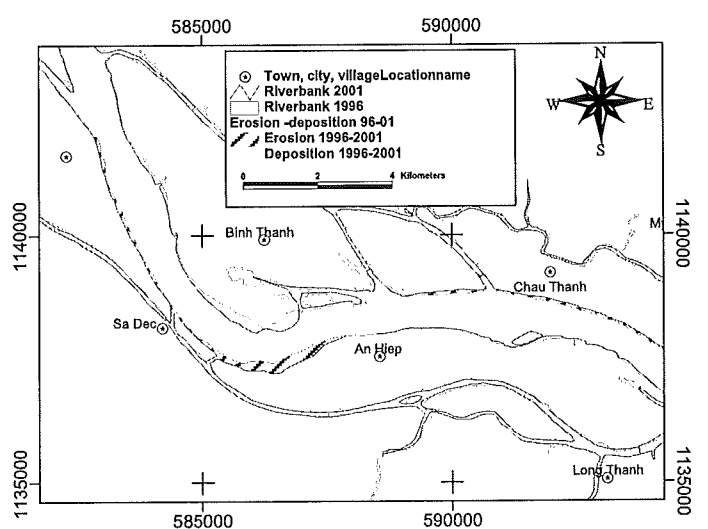 585000 590000
Town, city, villageLocationname
Riverbank 2001
Riverbank 1996
Erosion -deposition 96-01
Erosion 1996-2001
Deposition 1996-2001
0 2 4 Kilometers
N
W E
S
1140000 1140000
Binh Thanh
Chau Thanh
Sa Dec
An Hiep
Long Thanh
1135000 1135000
585000 590000